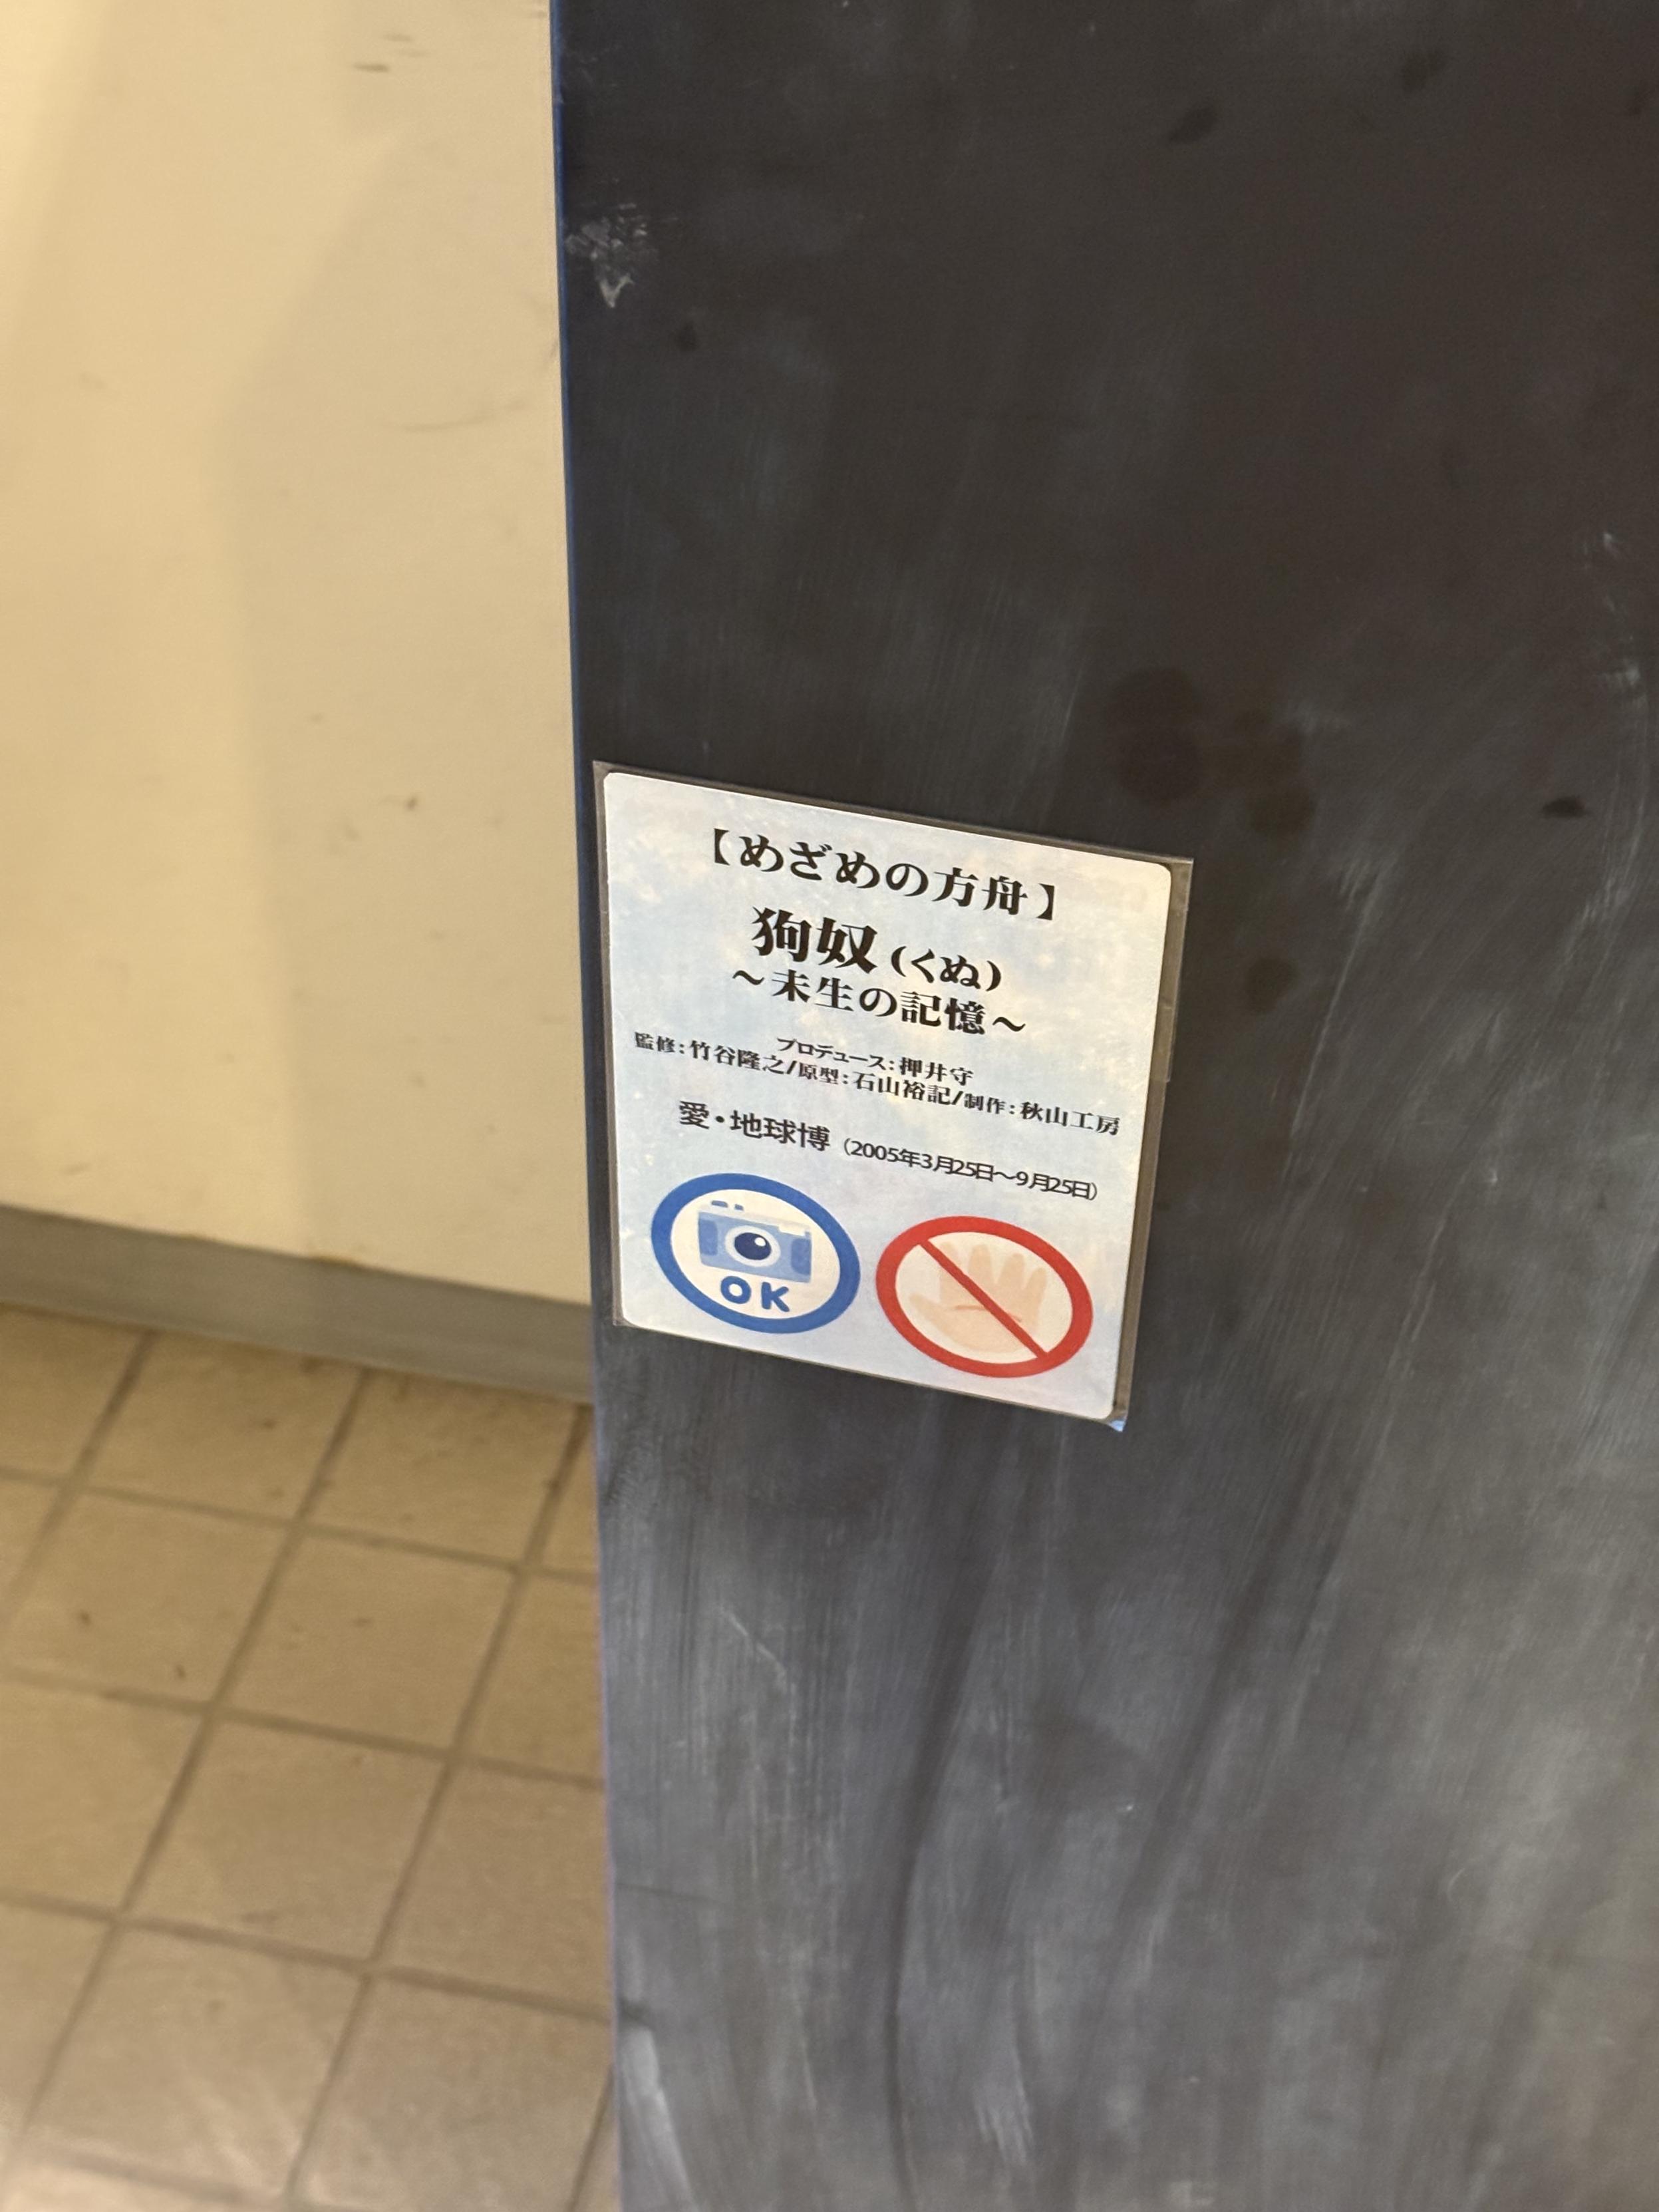 【めざめの方舟】
狗奴(くぬ)
～未生の記憶～
プロデュース:押井守
監修:竹谷隆之/原型:石山裕記/制作:秋山工房
愛・地球博(2005年3月25日～9月25日)
OK